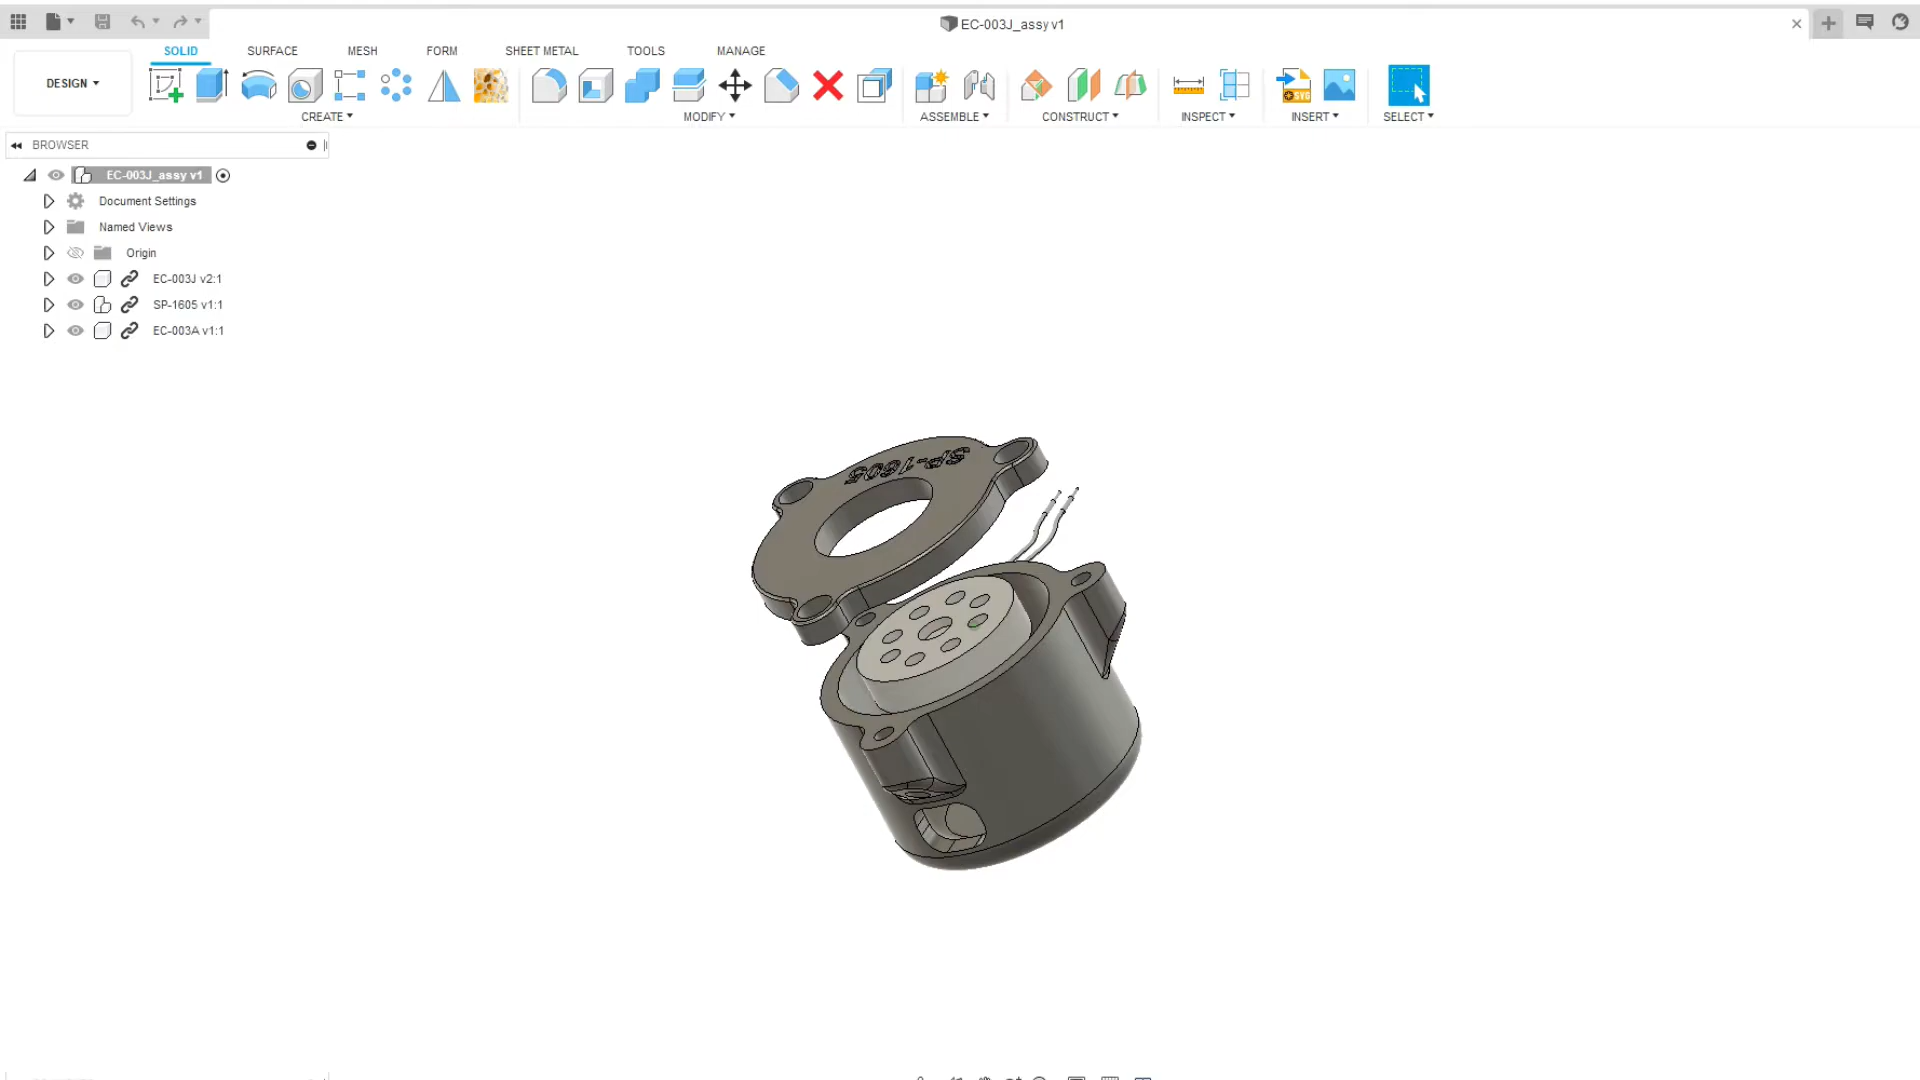 EC-003J_assy v1
SOLID
SURFACE
MESH
FORM
SHEET METAL
TOOLS
MANAGE
DESIGN
CREATE
MODIFY
ASSEMBLE
CONSTRUCT
INSPECT
INSERT
SELECT
SVG
BROWSER
EC-003J_assy v1
Document Settings
Named Views
Origin
EC-003J v2:1
SP-1605 v1:1
EC-003A v1:1
SP-1605